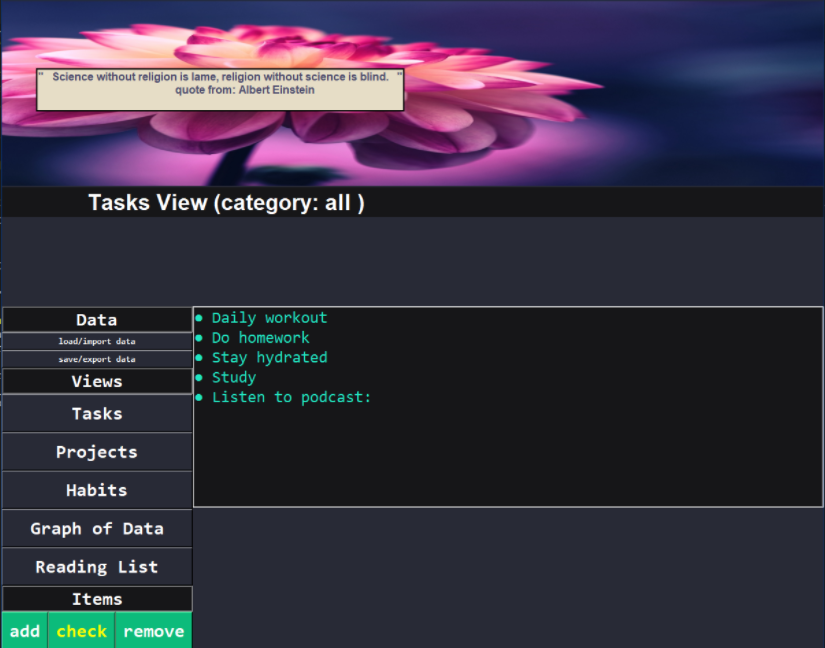 " Science without religion is lame, religion without science is blind. "
quote from: Albert Einstein
Tasks View (category: all )
Data
load/import data
save/export data
Views
Tasks
Projects
Habits
Graph of Data
Reading List
Items
add check remove
● Daily workout
● Do homework
● Stay hydrated
● Study
● Listen to podcast: